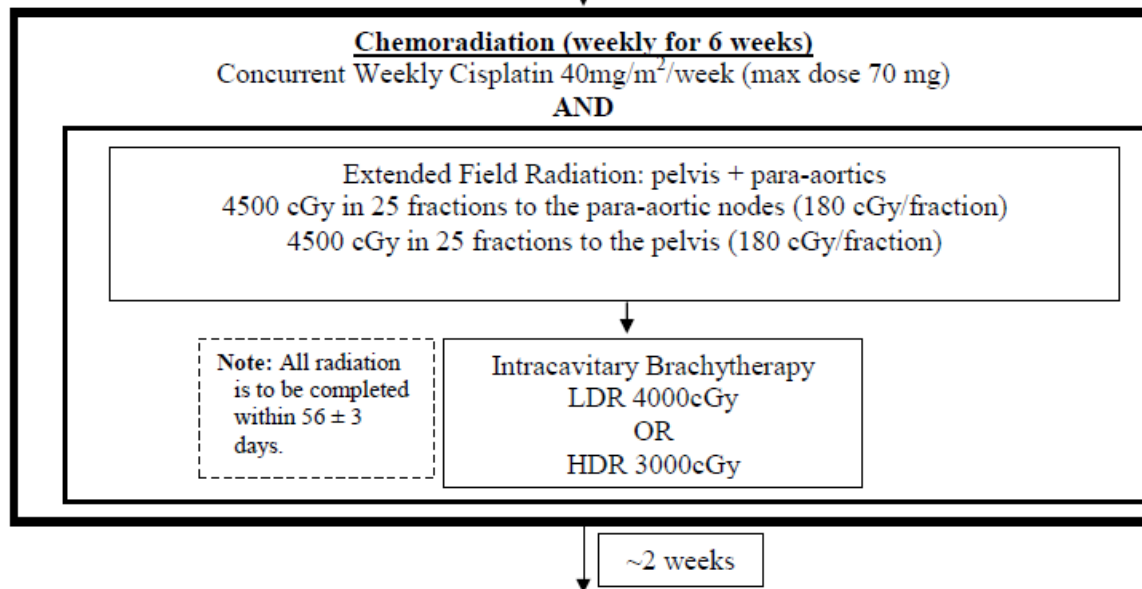 Chemoradiation (weekly for 6 weeks)
Concurrent Weekly Cisplatin 40mg/m²/week (max dose 70 mg)
AND
Extended Field Radiation: pelvis + para-aortics
4500 cGy in 25 fractions to the para-aortic nodes (180 cGy/fraction)
4500 cGy in 25 fractions to the pelvis (180 cGy/fraction)
Note: All radiation
is to be completed
within 56 ± 3
days.
Intracavitary Brachytherapy
LDR 4000cGy
OR
HDR 3000cGy
~2 weeks